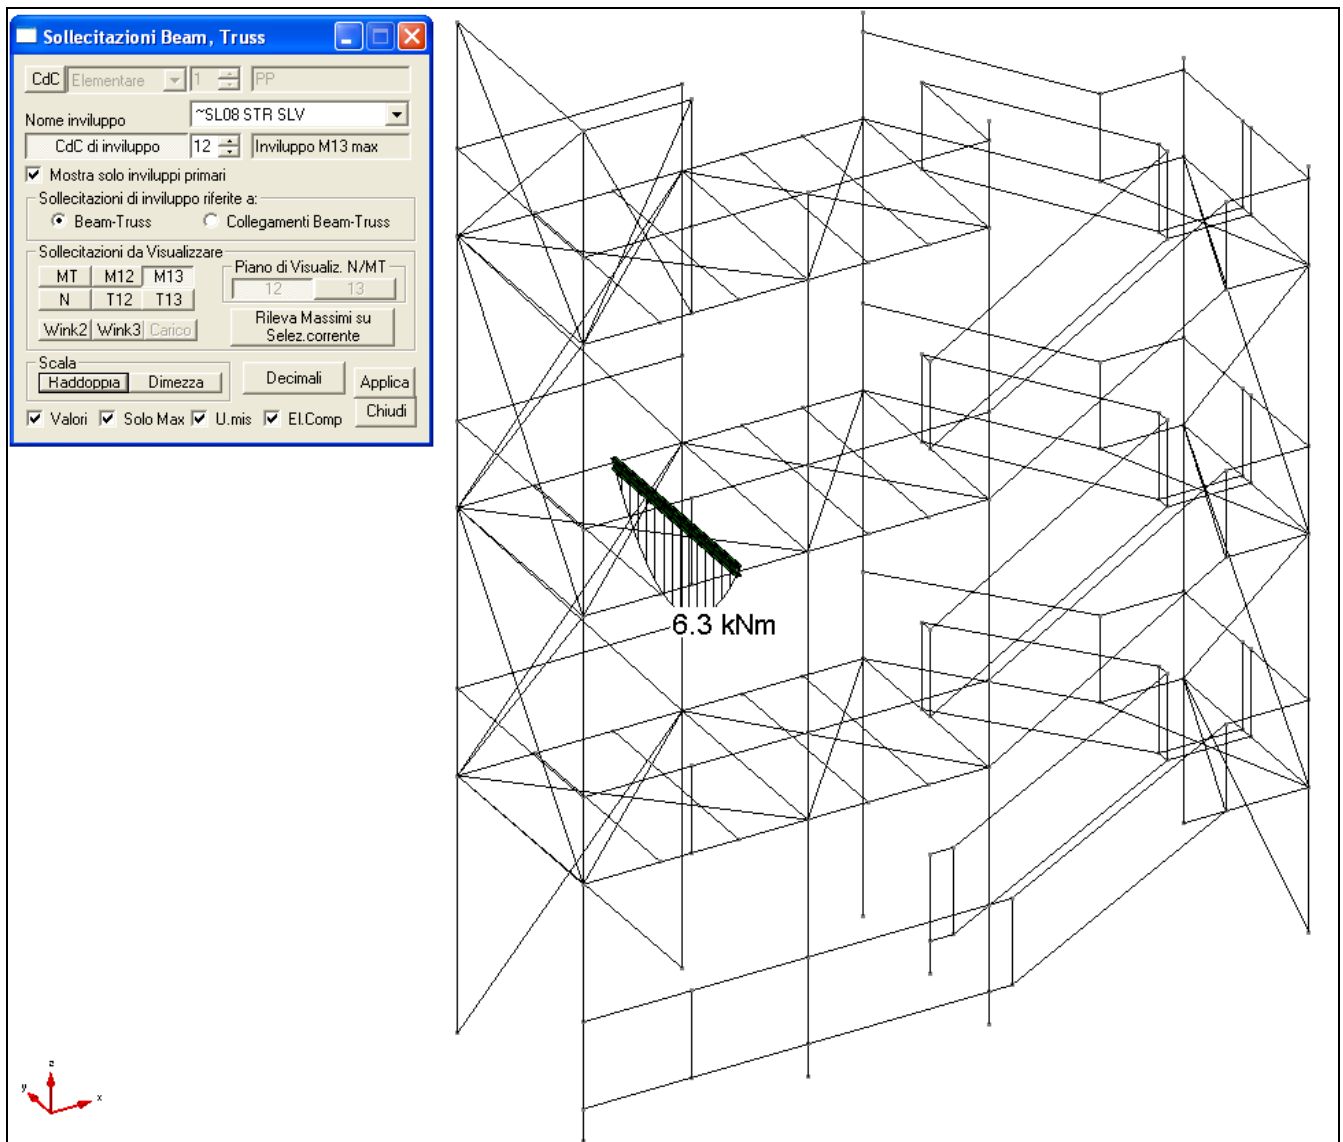 Sollecitazioni Beam, Truss
CdC Elementare 1 PP
Nome inviluppo ~SL08 STR SLV
CdC di inviluppo 12 Inviluppo M13 max
Mostra solo inviluppi primari
Sollecitazioni di inviluppo riferite a:
Beam-Truss Collegamenti Beam-Truss
Sollecitazioni da Visualizzare
MT M12 M13
N T12 T13
Piano di Visualiz. N/MT
12 13
Wink2 Wink3 Carico
Rileva Massimi su
Selez.corrente
Scala
Raddoppia Dimezza
Decimali
Applica
Valori Solo Max U.mis El.Comp
Chiudi
6.3 kNm
z
y
x